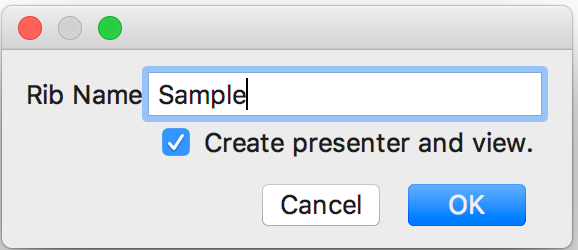 Rib Name Sample
Create presenter and view.
Cancel OK